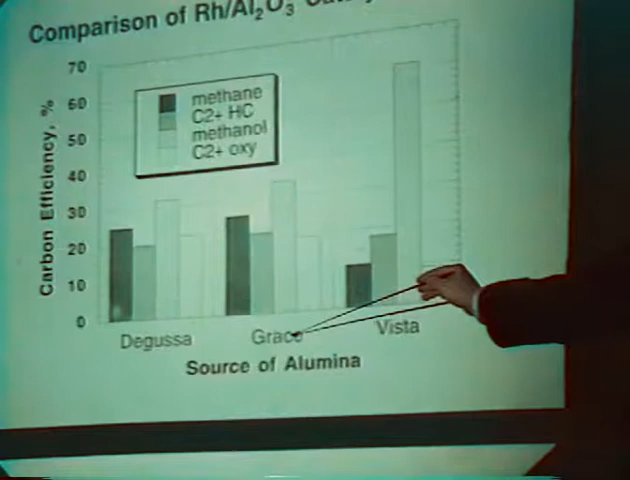 Comparison of Rh/Al₂O₃
70
60
50
40
30
20
10
0
Carbon Efficiency, %
methane
C2+ HC
methanol
C2+ oxy
Degussa Grace Vista
Source of Alumina